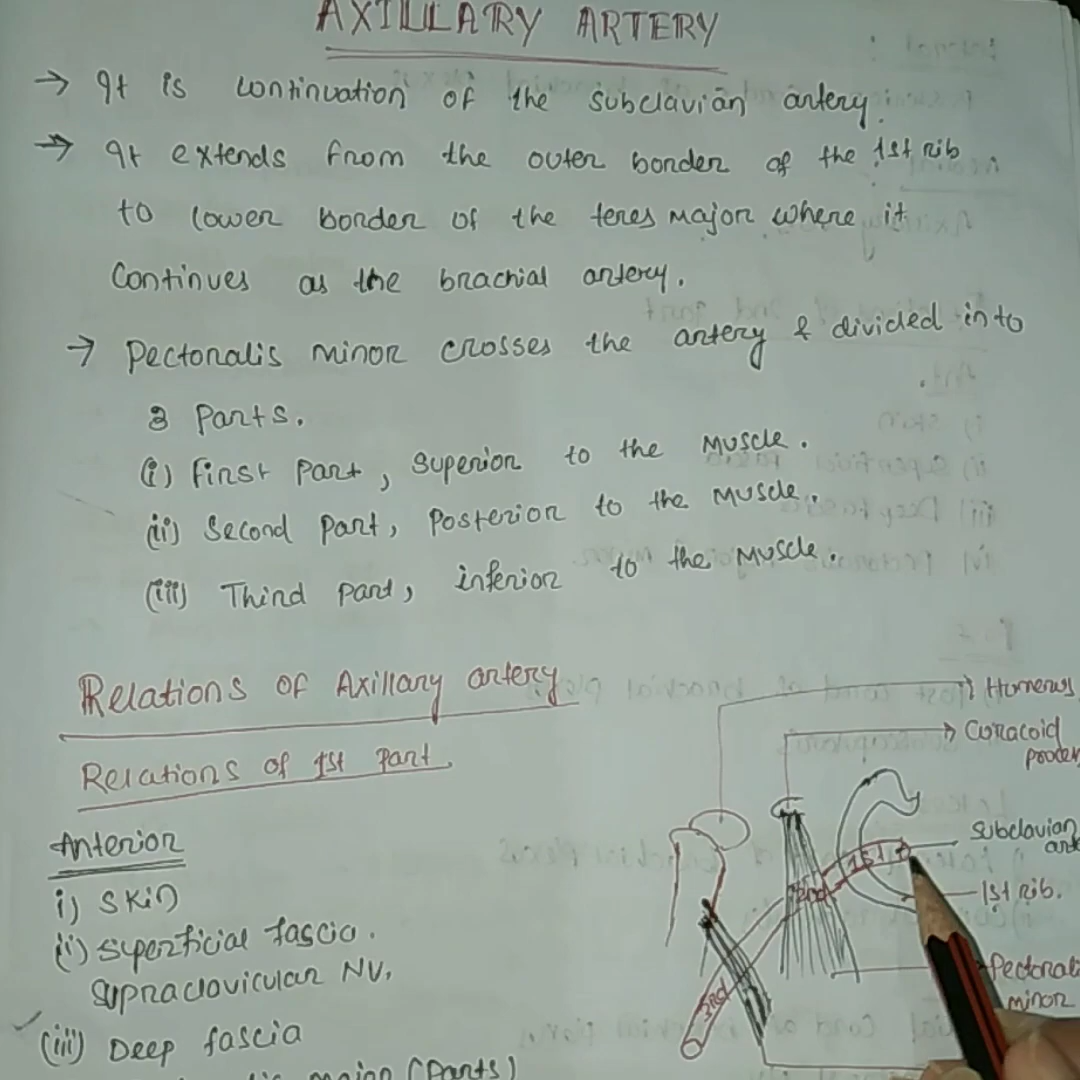 AXILLARY ARTERY
→ It is continuation of the subclavian artery.
→ It extends from the outer border of the 1st rib
to lower border of the teres major where it
Continues as the brachial artery.
→ Pectoralis minor crosses the artery & divided in to
3 Parts.
(i) First Part, Superior to the Muscle.
(ii) Second Part, Posterior to the Muscle.
(iii) Third Part, inferior to the Muscle.
Relations of Axillary artery
Relations of 1st Part
Anterior
i) Skin
(ii) Superficial fascia.
Supraclavicular NV.
(iii) Deep fascia
major (Parts)
Humerus
Coracoid
Subclavian
1st rib.
minor
1st
2nd
3rd